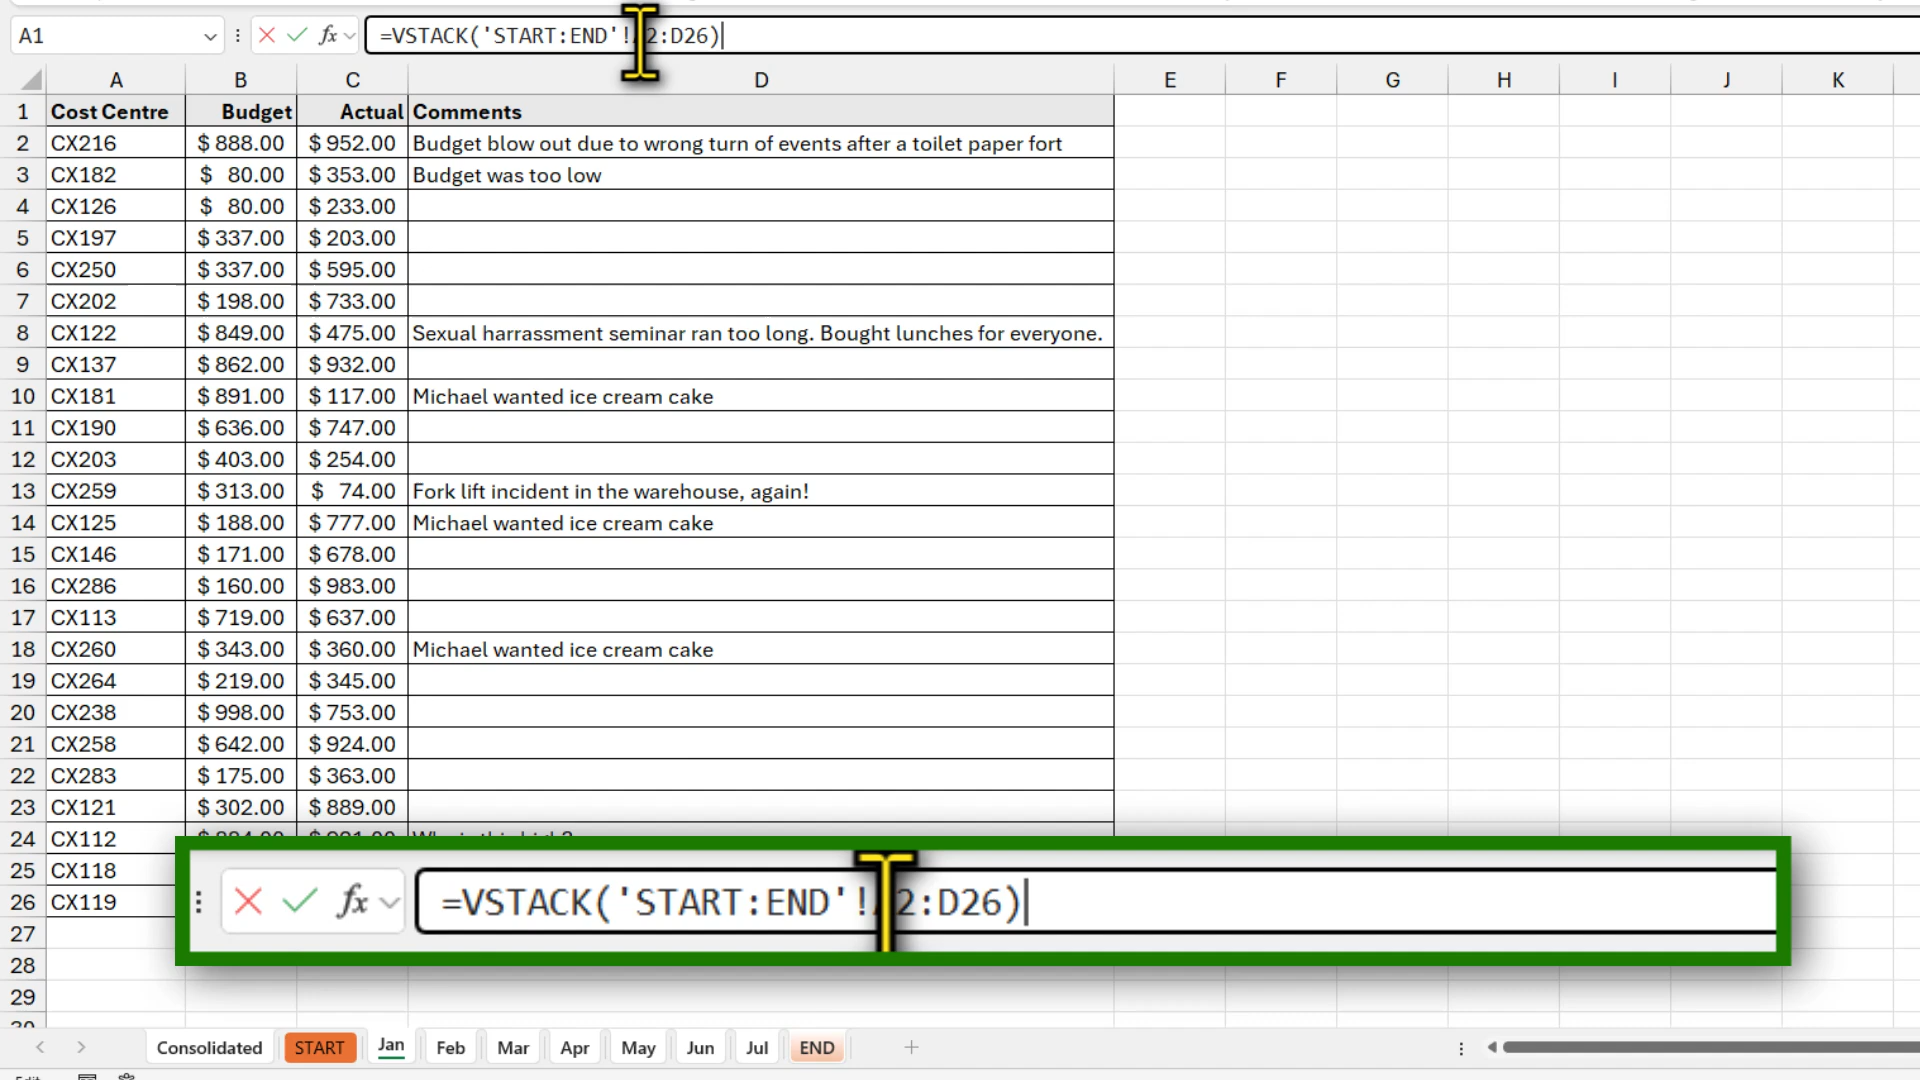 A1 fx =VSTACK('START:END'! 2:D26)
A B C D E F G H I J K
1 Cost Centre Budget Actual Comments
2 CX216 $ 888.00 $ 952.00 Budget blow out due to wrong turn of events after a toilet paper fort
3 CX182 $ 80.00 $ 353.00 Budget was too low
4 CX126 $ 80.00 $ 233.00
5 CX197 $ 337.00 $ 203.00
6 CX250 $ 337.00 $ 595.00
7 CX202 $ 198.00 $ 733.00
8 CX122 $ 849.00 $ 475.00 Sexual harrassment seminar ran too long. Bought lunches for everyone.
9 CX137 $ 862.00 $ 932.00
10 CX181 $ 891.00 $ 117.00 Michael wanted ice cream cake
11 CX190 $ 636.00 $ 747.00
12 CX203 $ 403.00 $ 254.00
13 CX259 $ 313.00 $ 74.00 Fork lift incident in the warehouse, again!
14 CX125 $ 188.00 $ 777.00 Michael wanted ice cream cake
15 CX146 $ 171.00 $ 678.00
16 CX286 $ 160.00 $ 983.00
17 CX113 $ 719.00 $ 637.00
18 CX260 $ 343.00 $ 360.00 Michael wanted ice cream cake
19 CX264 $ 219.00 $ 345.00
20 CX238 $ 998.00 $ 753.00
21 CX258 $ 642.00 $ 924.00
22 CX283 $ 175.00 $ 363.00
23 CX121 $ 302.00 $ 889.00
24 CX112
25 CX118
26 CX119
fx =VSTACK('START:END'! 2:D26)
27
28
29
Consolidated START Jan Feb Mar Apr May Jun Jul END